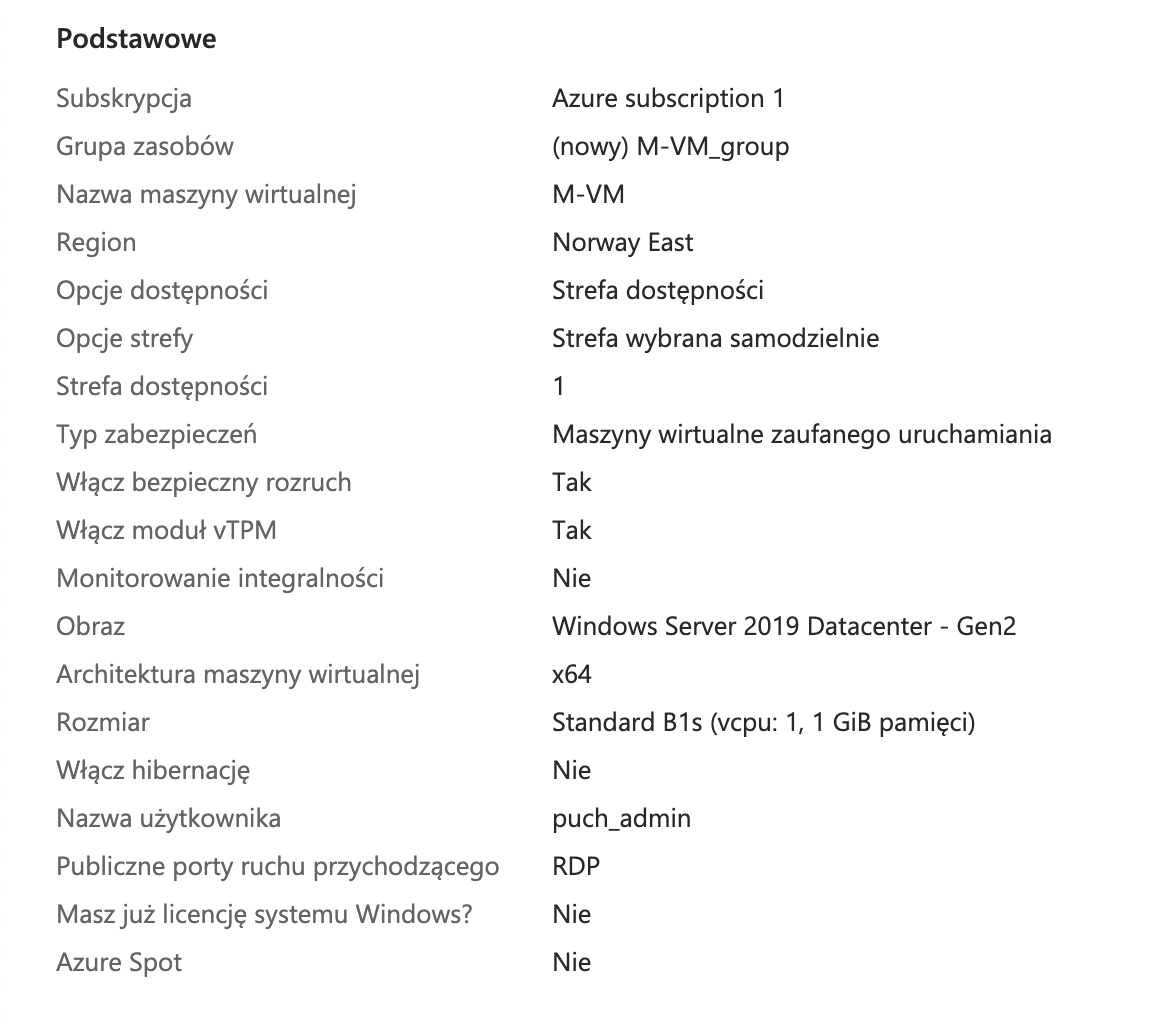 Podstawowe
Subskrypcja Azure subscription 1
Grupa zasobów (nowy) M-VM_group
Nazwa maszyny wirtualnej M-VM
Region Norway East
Opcje dostępności Strefa dostępności
Opcje strefy Strefa wybrana samodzielnie
Strefa dostępności 1
Typ zabezpieczeń Maszyny wirtualne zaufanego uruchamiania
Włącz bezpieczny rozruch Tak
Włącz moduł vTPM Tak
Monitorowanie integralności Nie
Obraz Windows Server 2019 Datacenter - Gen2
Architektura maszyny wirtualnej x64
Rozmiar Standard B1s (vcpu: 1, 1 GiB pamięci)
Włącz hibernację Nie
Nazwa użytkownika puch_admin
Publiczne porty ruchu przychodzącego RDP
Masz już licencję systemu Windows? Nie
Azure Spot Nie